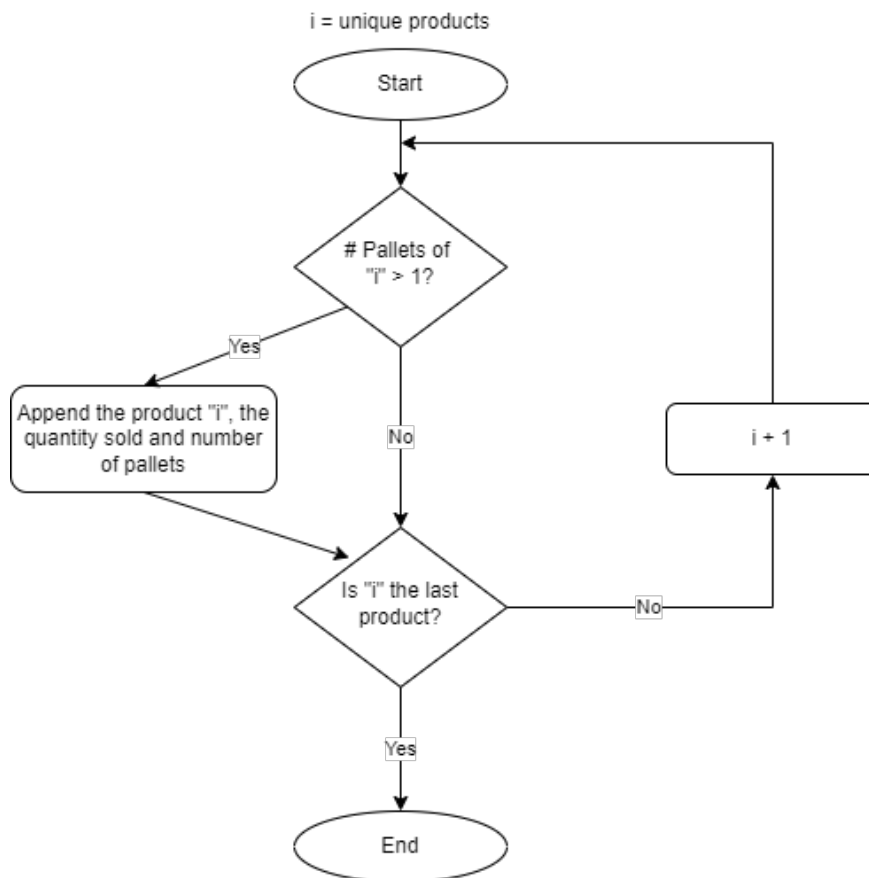 i = unique products
Start
# Pallets of
"i" > 1?
Yes
Append the product "i", the
quantity sold and number
of pallets
No
i + 1
Is "i" the last
product?
No
Yes
End